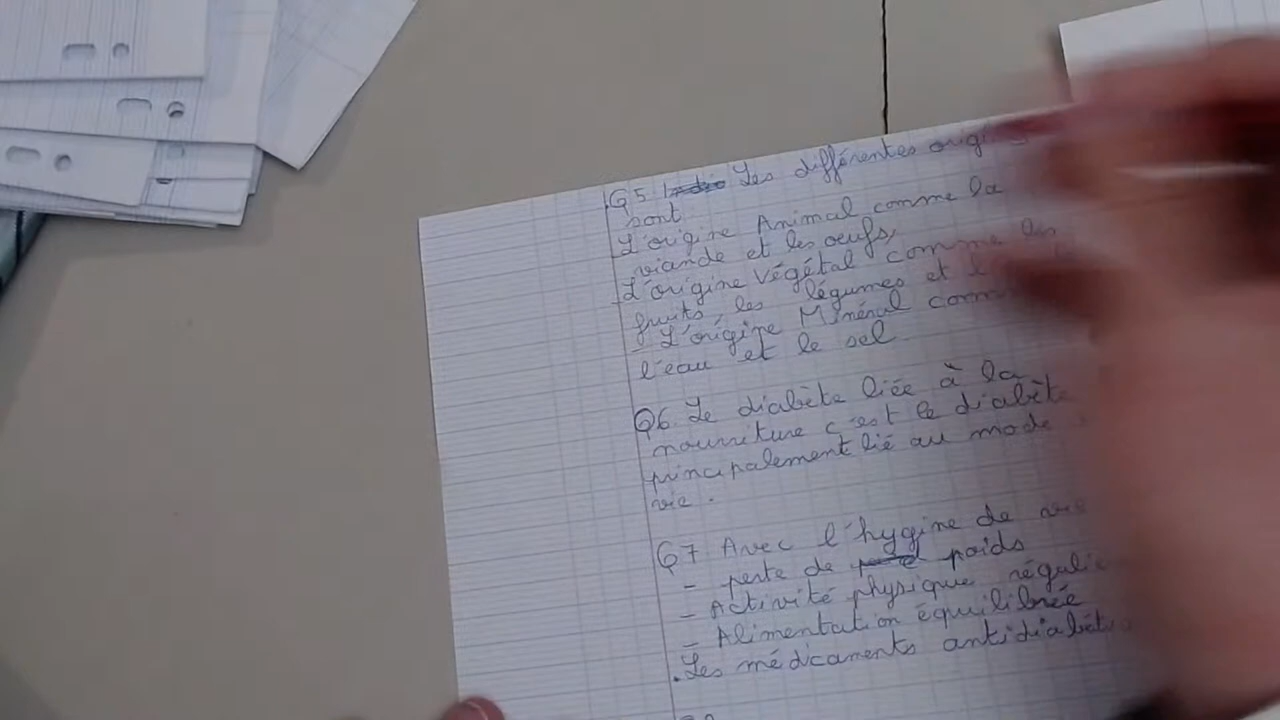 Q5. Les différentes
sont
L'origine Animal comme la
viande et les oeufs,
L'origine Végétal comme les
fruits, les légumes et
- L'origine Minéral comme
l'eau et le sel.
Q6. Le diabète liée à la
nourriture c'est le diabète
principalement lié au mode
vie.
Q7 Avec l'hygine de vie
- perte de poids
- Activité physique
- Alimentation équilibrée
.Les médicaments